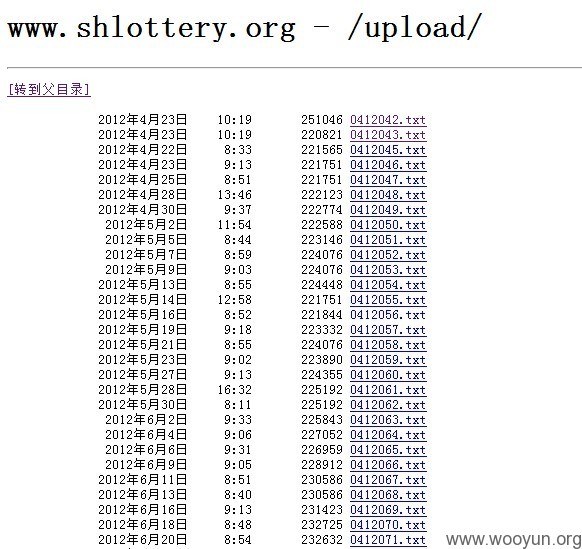 www.shlottery.org - /upload/
[转到父目录]
2012年4月23日 10:19 251046 0412042.txt
2012年4月23日 10:19 220821 0412043.txt
2012年4月22日 8:33 221565 0412045.txt
2012年4月23日 9:13 221751 0412046.txt
2012年4月25日 8:51 221751 0412047.txt
2012年4月28日 13:46 222123 0412048.txt
2012年4月30日 9:37 222774 0412049.txt
2012年5月2日 11:54 222588 0412050.txt
2012年5月5日 8:44 223146 0412051.txt
2012年5月7日 8:59 224076 0412052.txt
2012年5月9日 9:03 224076 0412053.txt
2012年5月13日 8:55 224448 0412054.txt
2012年5月14日 12:58 221751 0412055.txt
2012年5月16日 8:52 221844 0412056.txt
2012年5月19日 9:18 223332 0412057.txt
2012年5月21日 8:55 224076 0412058.txt
2012年5月23日 9:02 223890 0412059.txt
2012年5月27日 9:13 224355 0412060.txt
2012年5月28日 16:32 225192 0412061.txt
2012年5月30日 8:11 225192 0412062.txt
2012年6月2日 9:33 225843 0412063.txt
2012年6月4日 9:06 227052 0412064.txt
2012年6月6日 9:31 226959 0412065.txt
2012年6月9日 9:05 228912 0412066.txt
2012年6月11日 8:51 230586 0412067.txt
2012年6月13日 8:40 230586 0412068.txt
2012年6月16日 9:13 231423 0412069.txt
2012年6月18日 8:48 232725 0412070.txt
2012年6月20日 8:54 232632 0412071.txt
www.wooyun.org